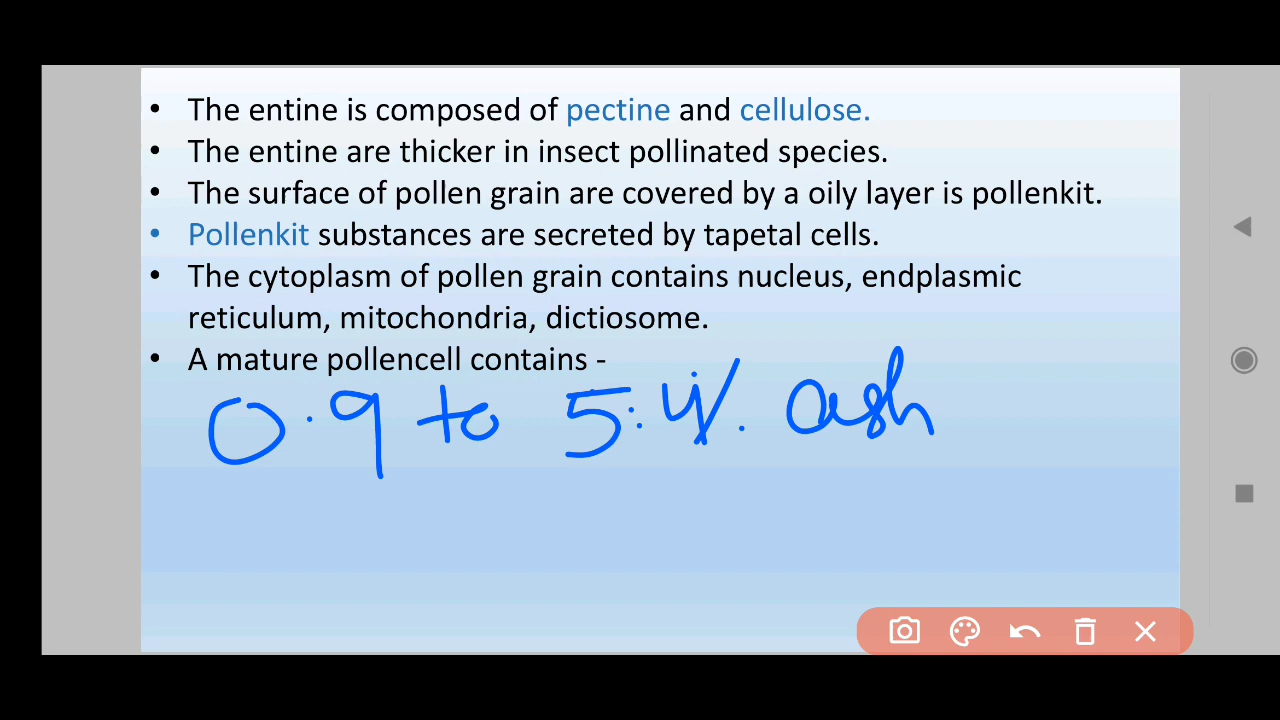 • The entine is composed of pectine and cellulose.
• The entine are thicker in insect pollinated species.
• The surface of pollen grain are covered by a oily layer is pollenkit.
• Pollenkit substances are secreted by tapetal cells.
• The cytoplasm of pollen grain contains nucleus, endplasmic
reticulum, mitochondria, dictiosome.
• A mature pollencell contains -
0.9 to 5.4% ash